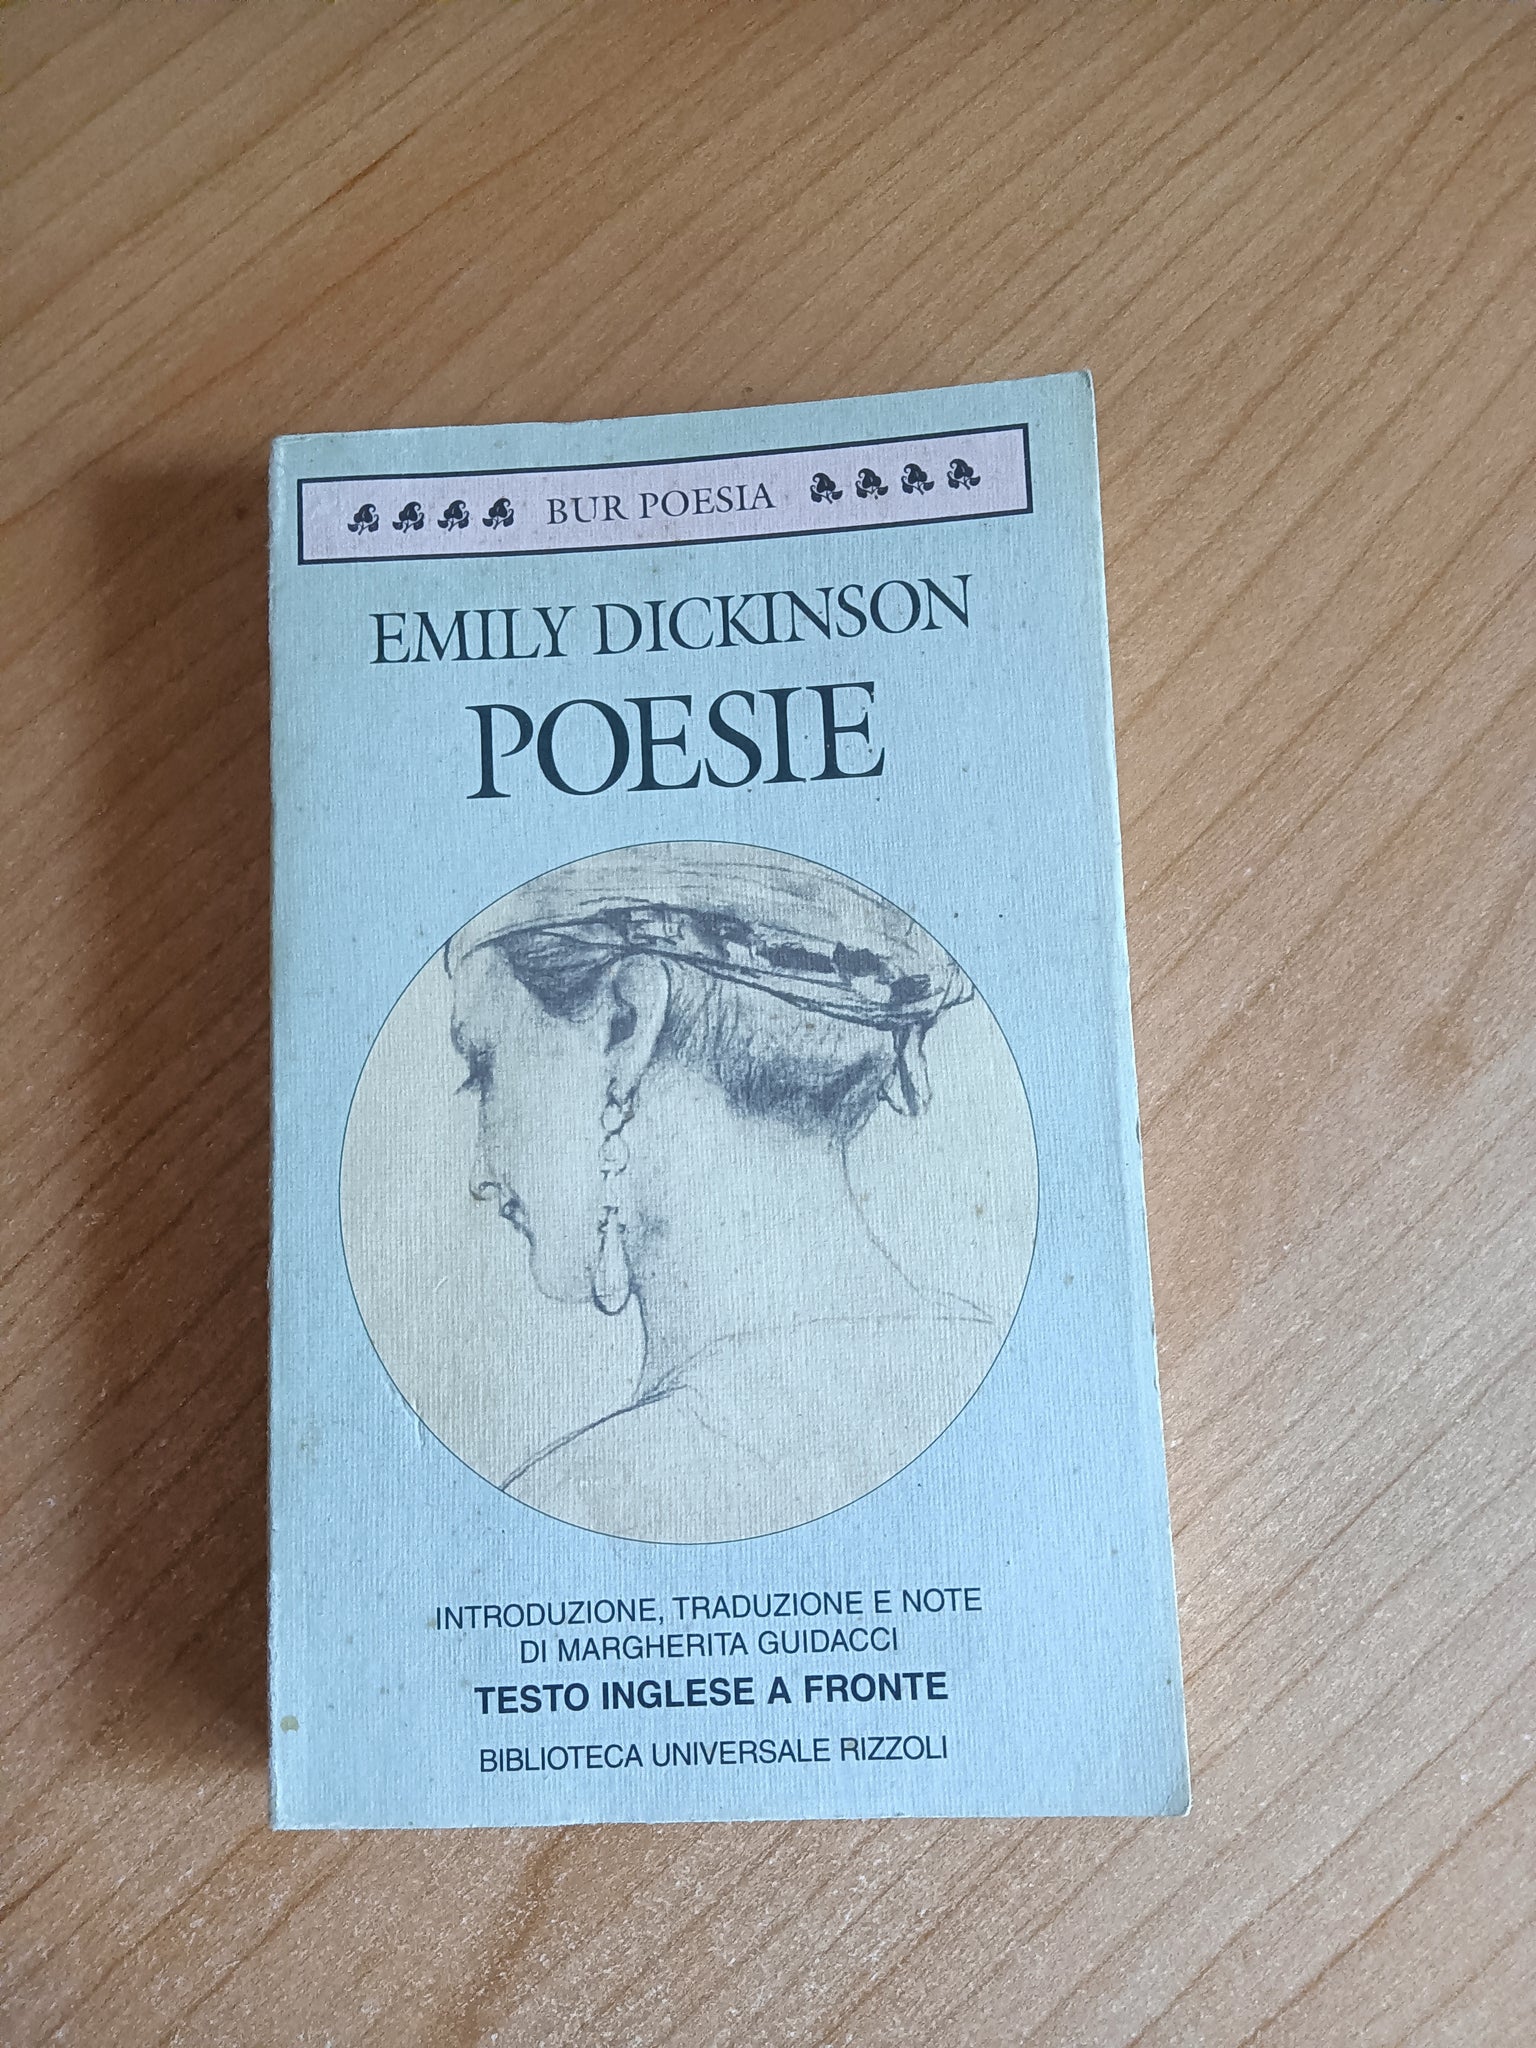 BUR POESIA
EMILY DICKINSON
POESIE
INTRODUZIONE, TRADUZIONE E NOTE
DI MARGHERITA GUIDACCI
TESTO INGLESE A FRONTE
BIBLIOTECA UNIVERSALE RIZZOLI